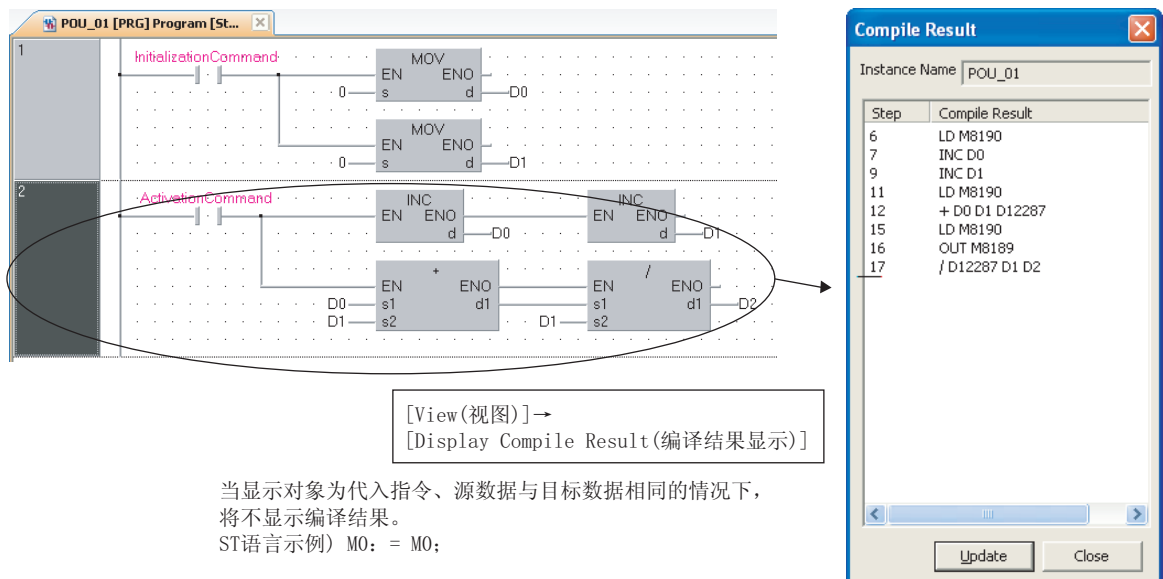 POU_01 [PRG] Program [St...
1
InitializationCommand
MOV
EN ENO
0 s d D0
MOV
EN ENO
0 s d D1
2
ActivationCommand
INC INC
EN ENO EN ENO
d D0 d D1
+ /
EN ENO EN ENO
D0 s1 d1 s1 d1 D2
D1 s2 D1 s2
[View(视图)]→
[Display Compile Result(编译结果显示)]
当显示对象为代入指令、源数据与目标数据相同的情况下，
将不显示编译结果。
ST语言示例) M0: = M0;
Compile Result
Instance Name POU_01
Step Compile Result
6 LD M8190
7 INC D0
9 INC D1
11 LD M8190
12 + D0 D1 D12287
15 LD M8190
16 OUT M8189
17 / D12287 D1 D2
Update Close